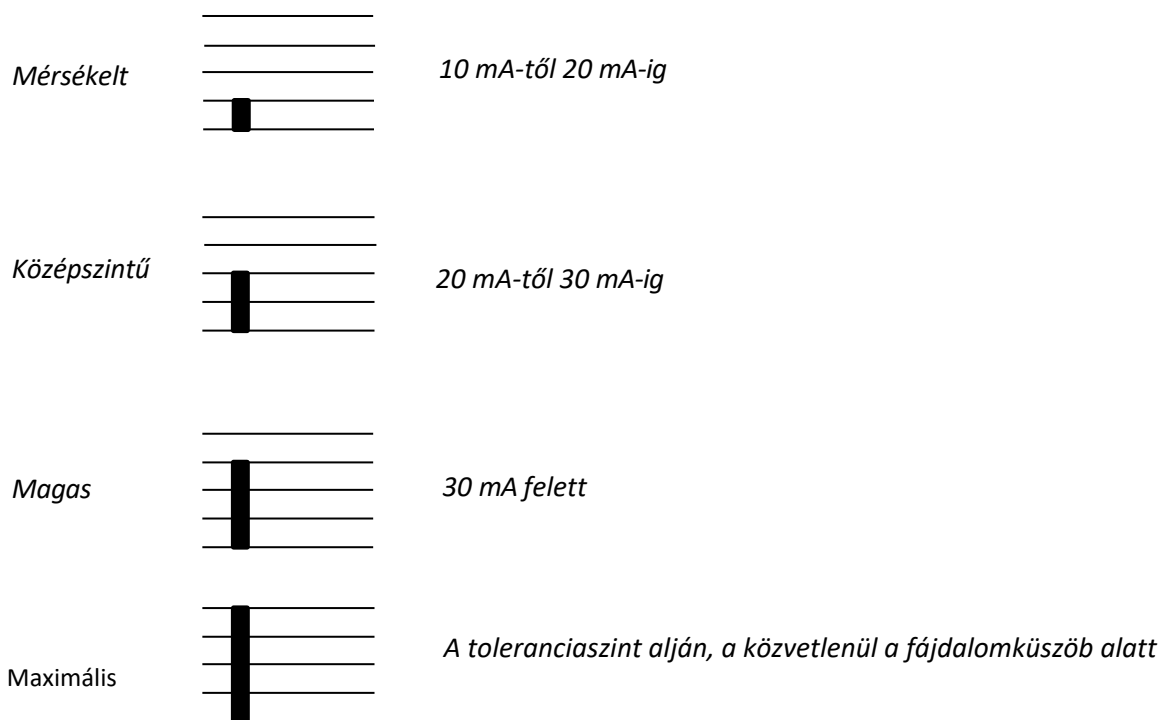 Mérsékelt
10 mA-től 20 mA-ig
Középszintű
20 mA-től 30 mA-ig
Magas
30 mA felett
A toleranciaszint alján, a közvetlenül a fájdalomküszöb alatt
Maximális